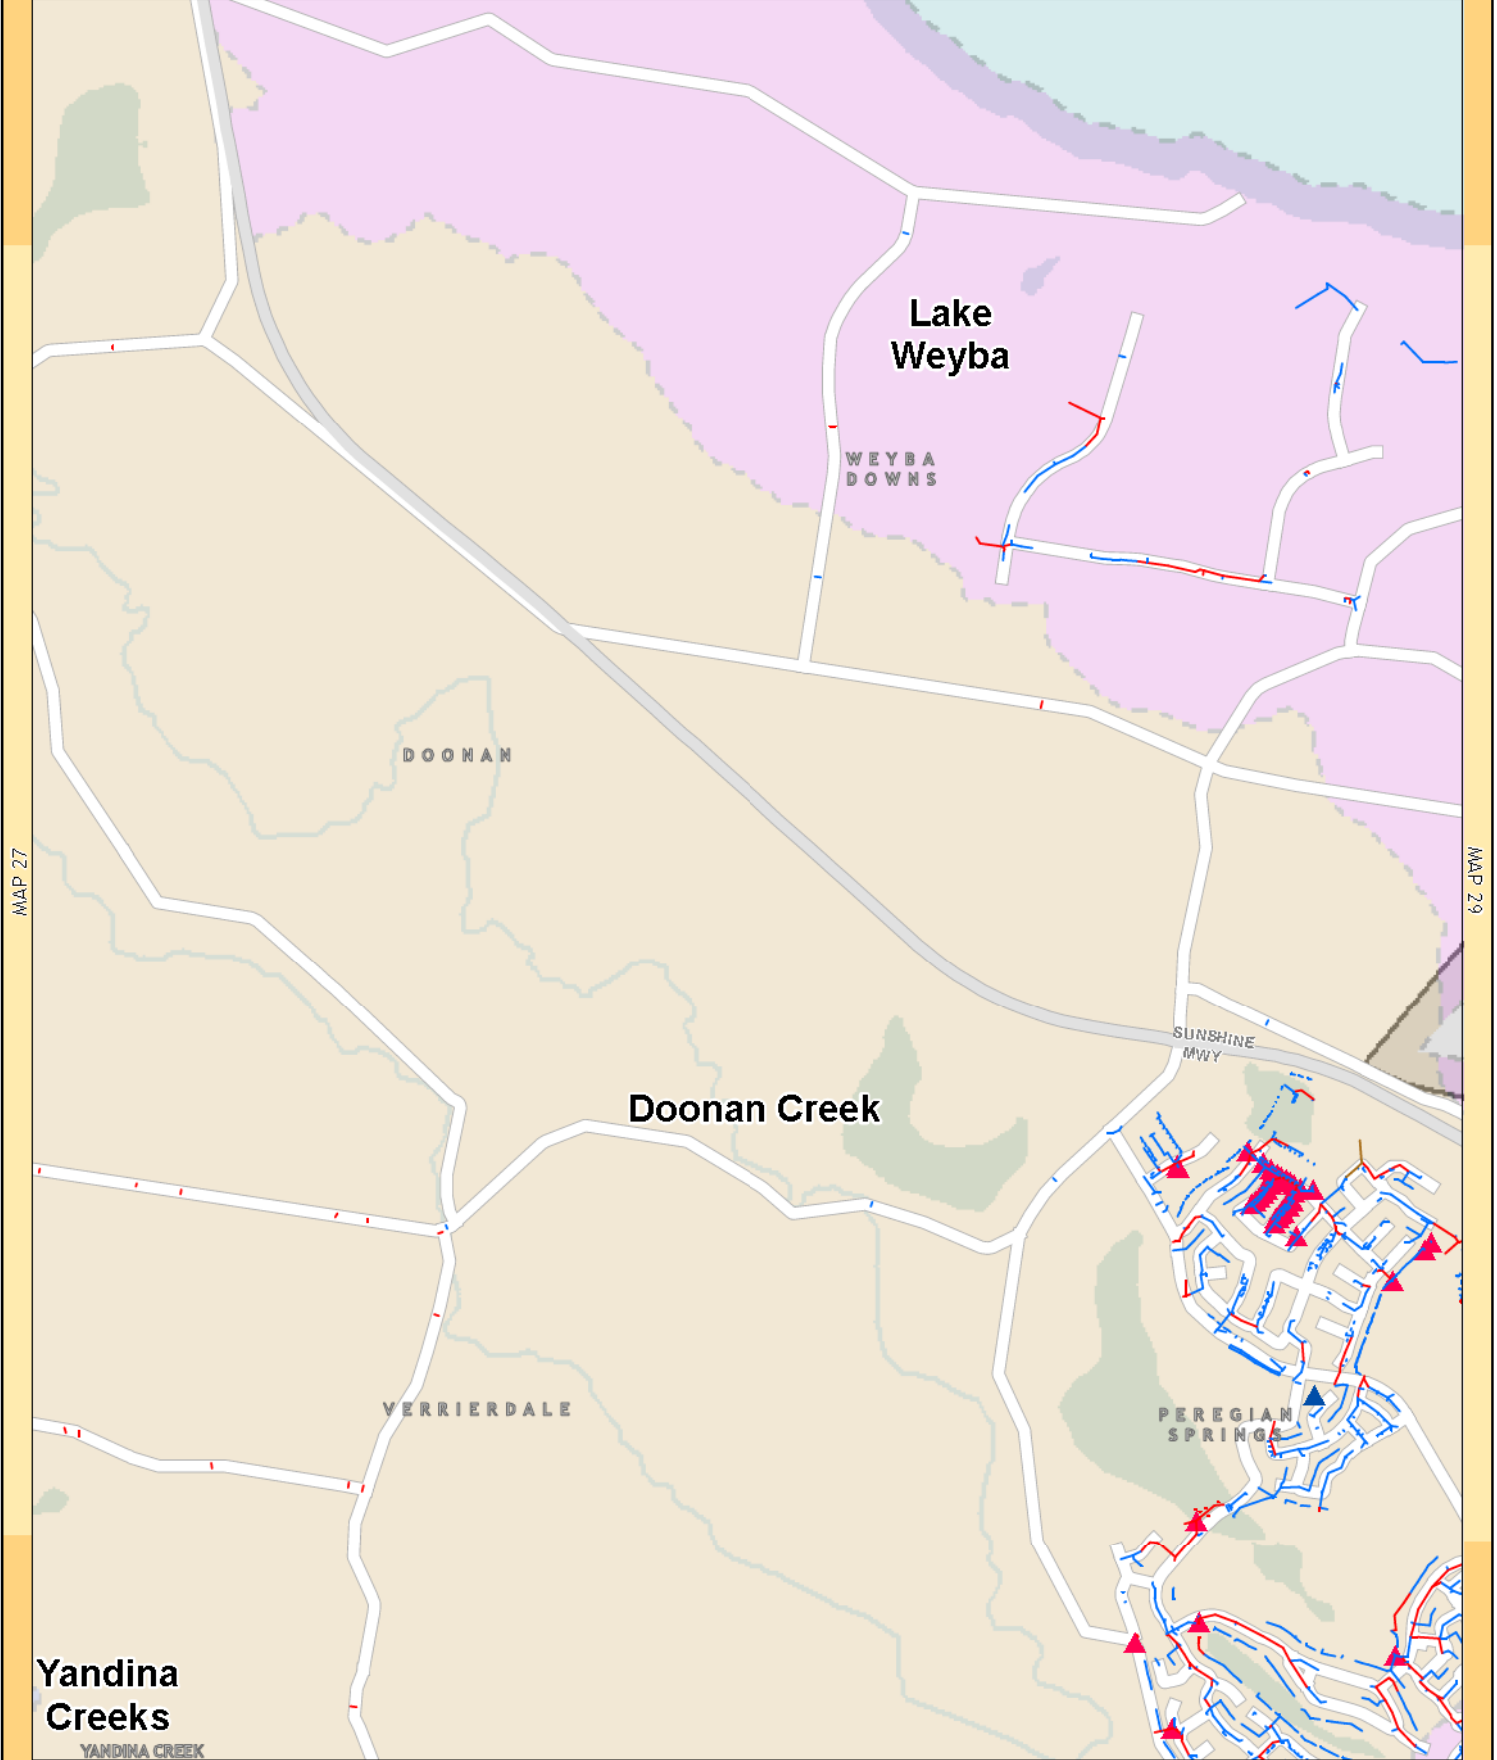 Lake
Weyba
WEYBA
DOWNS
DOONAN
MAP 27
MAP 29
SUNSHINE
MWY
Doonan Creek
VERRIERDALE
PEREGIAN
SPRINGS
Yandina
Creeks
YANDINA CREEK